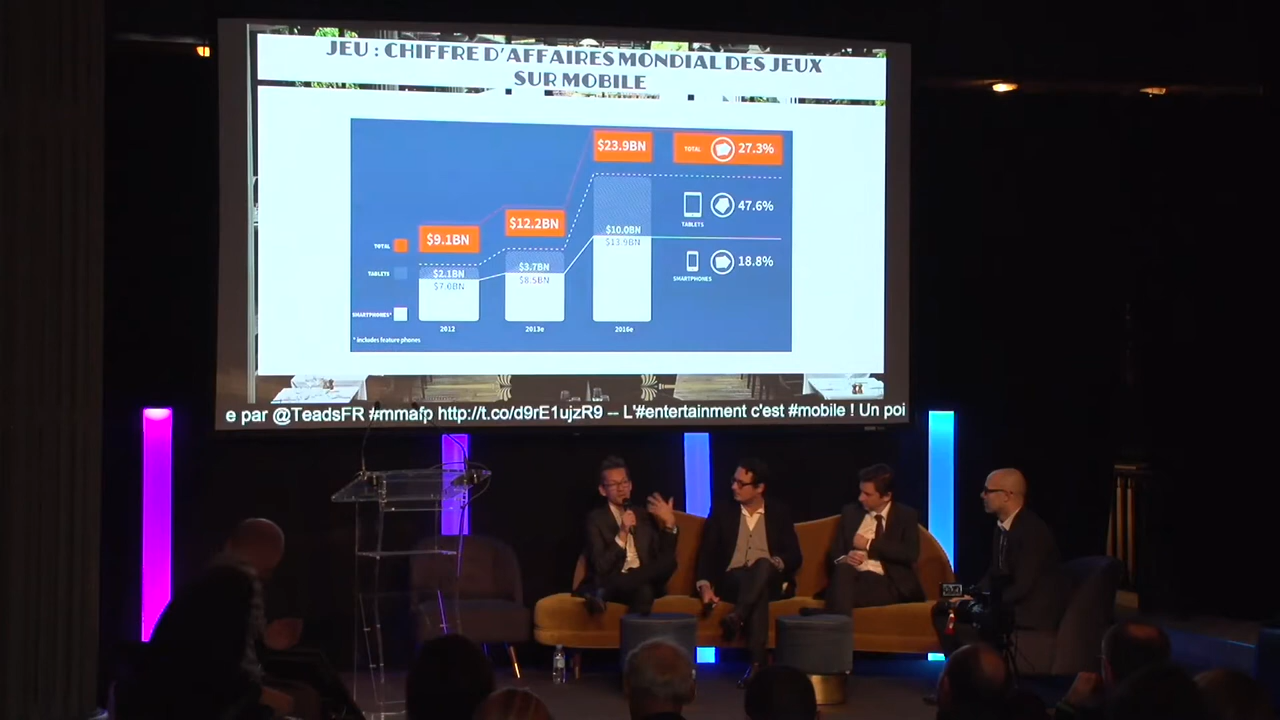 JEU : CHIFFRE D'AFFAIRES MONDIAL DES JEUX
SUR MOBILE
$23.9BN
TOTAL 27.3%
$12.2BN
$9.1BN
47.6%
TABLETS
$10.0BN
$13.9BN
TOTAL
TABLETS
$2.1BN
$7.0BN
$3.7BN
$8.5BN
18.8%
SMARTPHONES
SMARTPHONES*
2012 2013e 2016e
* Includes feature phones
e par @TeadsFR #mmafp http://t.co/d9rE1ujzR9 -- L'#entertainment c'est #mobile ! Un poi